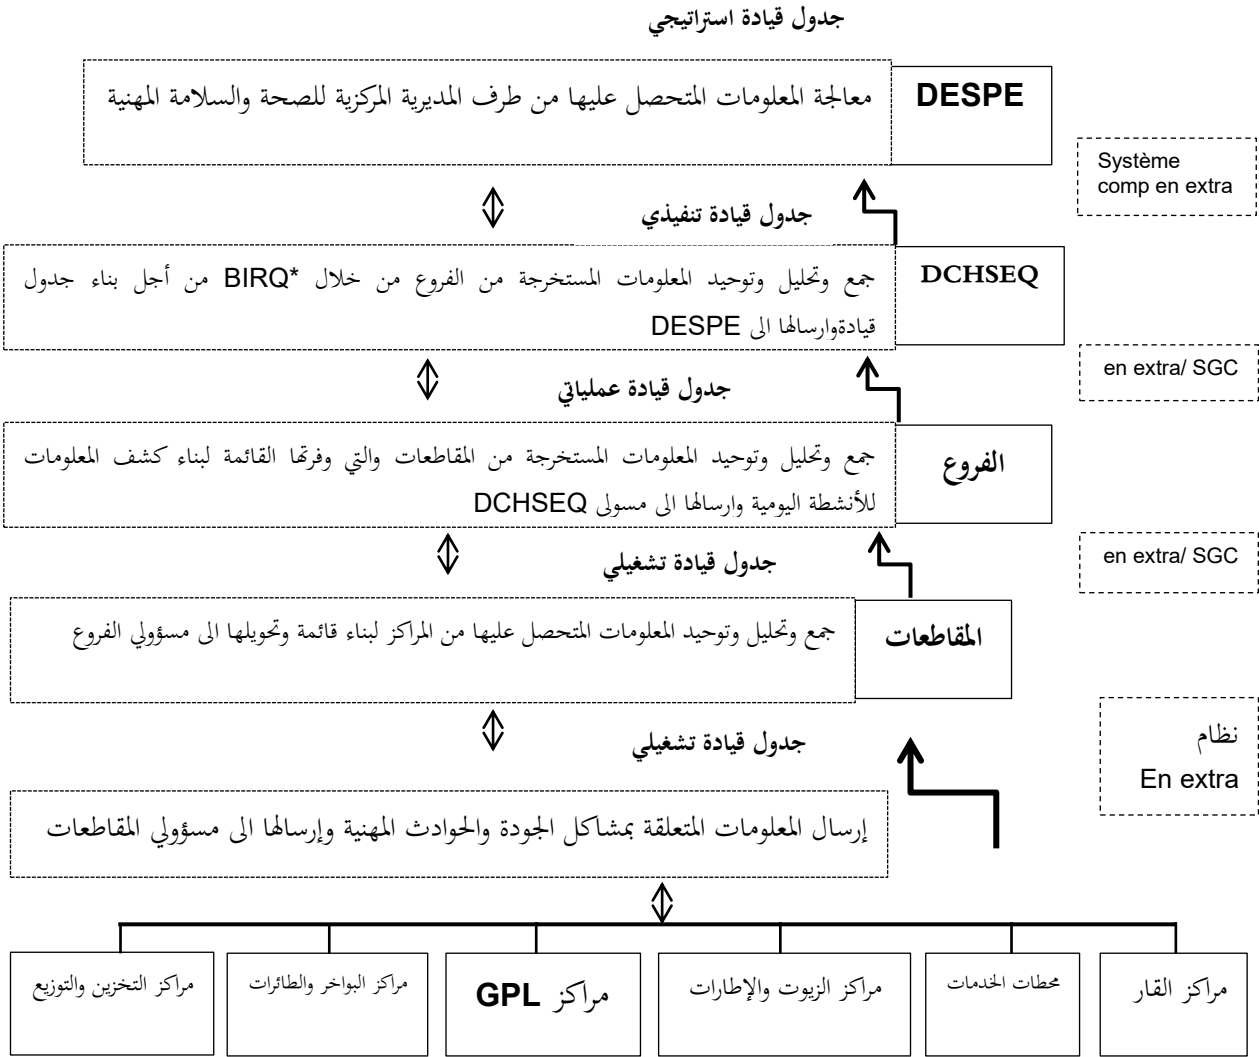 جدول قيادة استراتيجي
DESPE
معالجة المعلومات المتحصل عليها من طرف المديرية المركزية للصحة والسلامة المهنية
Système
comp en extra
جدول قيادة تنفيذي
DCHSEQ
جمع وتحليل وتوحيد المعلومات المستخرجة من الفروع من خلال *BIRQ من أجل بناء جدول
قيادةوارسالها الى DESPE
en extra/ SGC
جدول قيادة عملياتي
الفروع
جمع وتحليل وتوحيد المعلومات المستخرجة من المقاطعات والتي وفرتها القائمة لبناء كشف المعلومات
للأنشطة اليومية وارسالها الى مسولى DCHSEQ
en extra/ SGC
جدول قيادة تشغيلي
المقاطعات
جمع وتحليل وتوحيد المعلومات المتحصل عليها من المراكز لبناء قائمة وتحويلها الى مسؤولي الفروع
نظام
En extra
جدول قيادة تشغيلي
إرسال المعلومات المتعلقة بمشاكل الجودة والحوادث المهنية وإرسالها الى مسؤولي المقاطعات
مراكز القار
محطات الخدمات
مراكز الزيوت والإطارات
مراكز GPL
مراكز البواخر والطائرات
مراكز التخزين والتوزيع